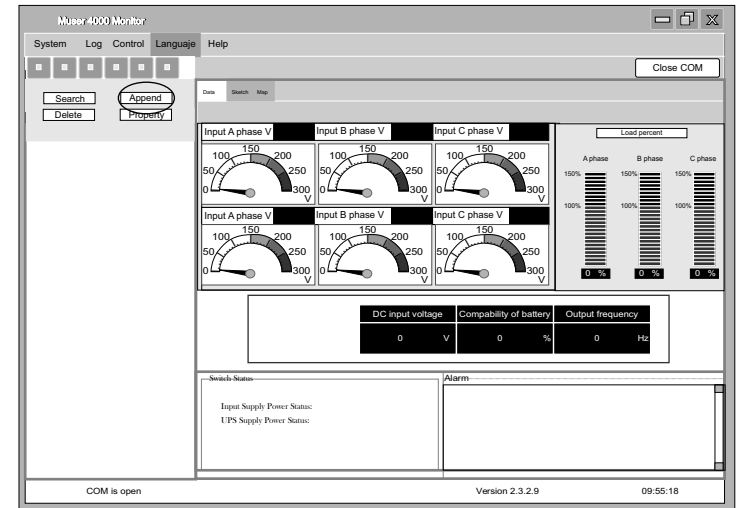 Muser 4000 Monitor
System Log Control Languaje Help
Close COM
Search Append
Delete Property
Data Sketch Map
Input A phase V Input B phase V Input C phase V
0 50 100 150 200 250 300 V
0 50 100 150 200 250 300 V
0 50 100 150 200 250 300 V
Input A phase V Input B phase V Input C phase V
0 50 100 150 200 250 300 V
0 50 100 150 200 250 300 V
0 50 100 150 200 250 300 V
Load percent
A phase B phase C phase
150% 150% 150%
100% 100% 100%
0 % 0 % 0 %
DC input voltage Compability of battery Output frequency
0 V 0 % 0 Hz
Switch Status
Input Supply Power Status:
UPS Supply Power Status:
Alarm
COM is open Version 2.3.2.9 09:55:18